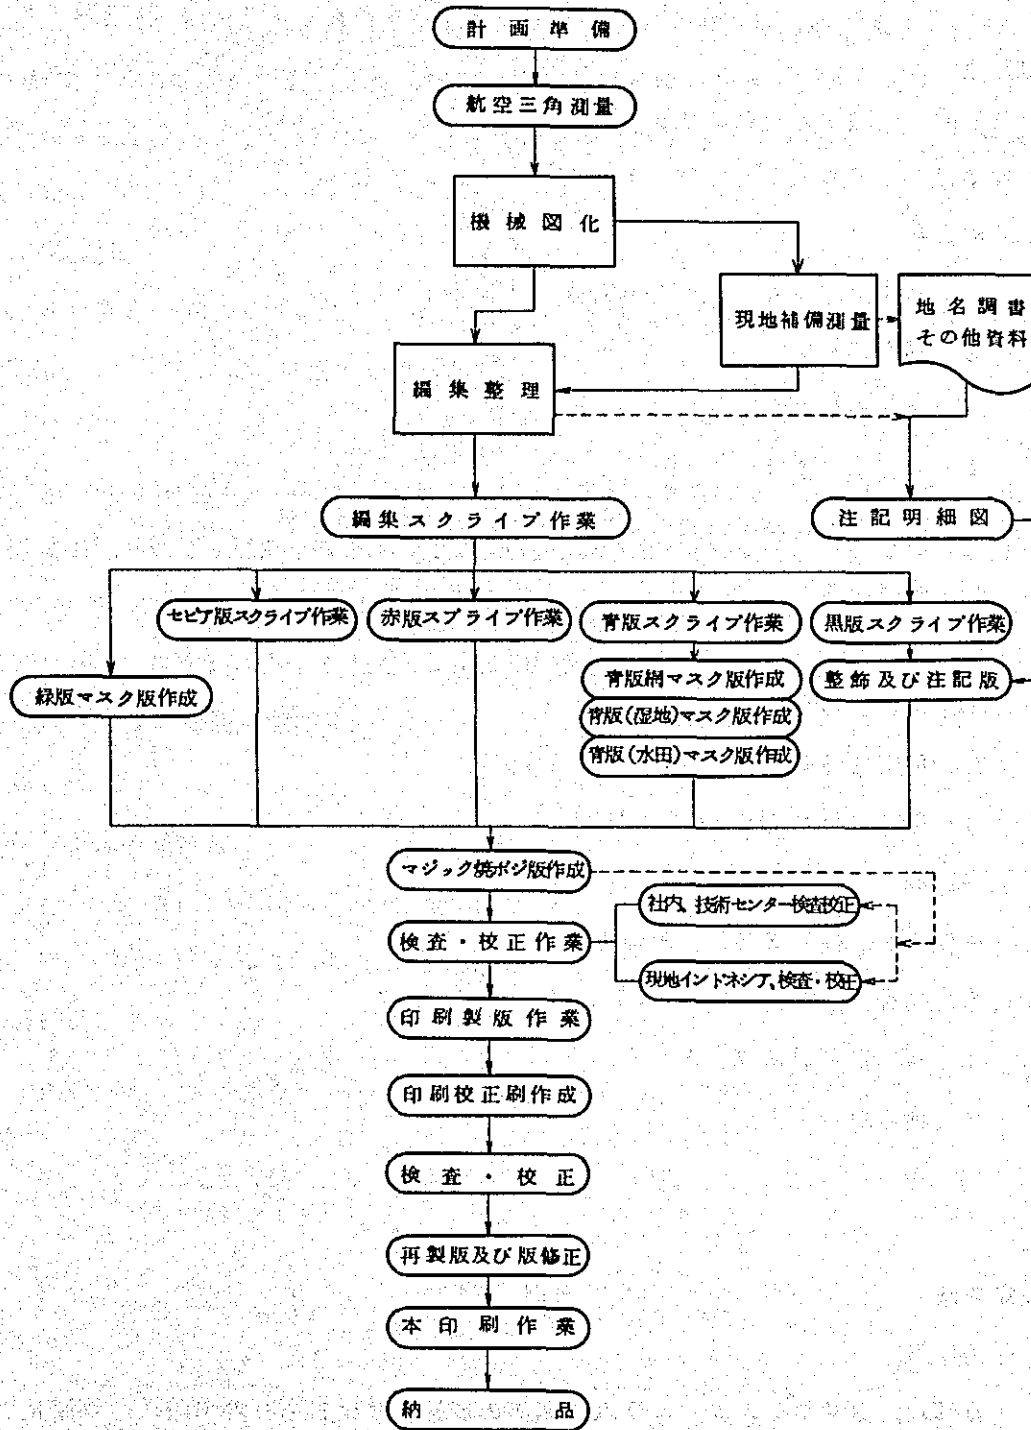 計画準備
航空三角測量
機械図化
現地補備測量
地名調書
その他資料
編集整理
編集スクライブ作業
注記明細図
セピア版スクライブ作業
赤版スプライブ作業
青版スクライブ作業
黒版スクライブ作業
緑版マスク版作成
青版網マスク版作成
整飾及び注記版
青版(湿地)マスク版作成
青版(水田)マスク版作成
マジック焼ポジ版作成
社内、技術センター検査校正
検査・校正作業
現地インドネシア、検査・校正
印刷製版作業
印刷校正刷作成
検査・校正
再製版及び版修正
本印刷作業
納品